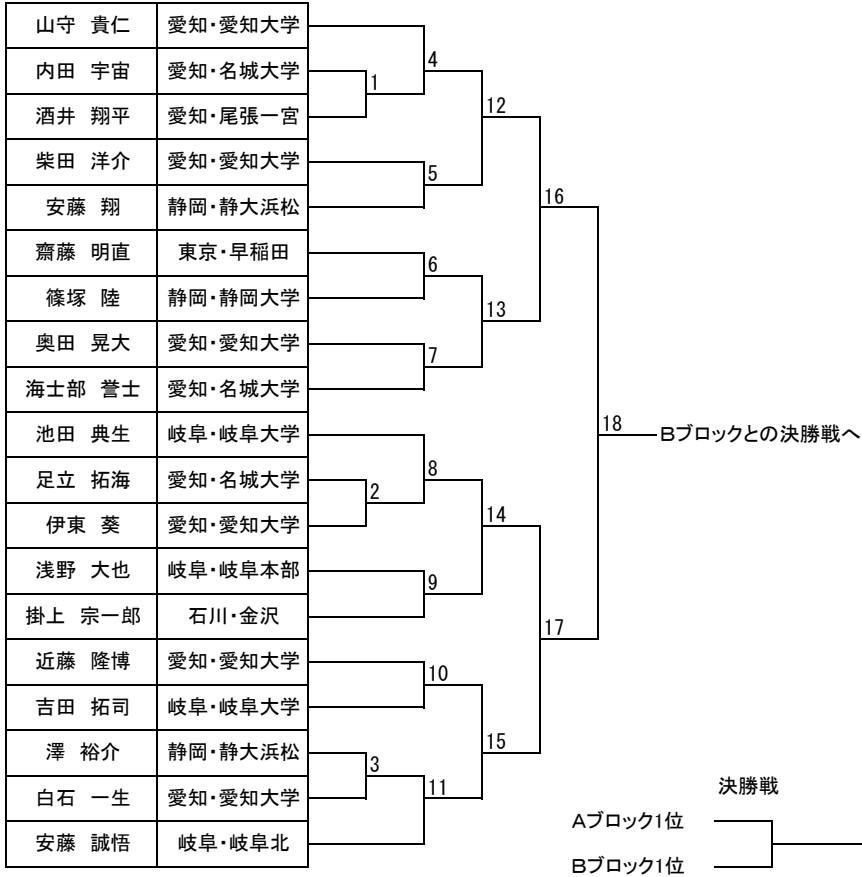 山守 貴仁 愛知・愛知大学
4
内田 宇宙 愛知・名城大学
1
12
酒井 翔平 愛知・尾張一宮
柴田 洋介 愛知・愛知大学
5
16
安藤 翔 静岡・静大浜松
齋藤 明直 東京・早稲田
6
篠塚 陸 静岡・静岡大学
13
奥田 晃大 愛知・愛知大学
7
海士部 誉士 愛知・名城大学
18
池田 典生 岐阜・岐阜大学
Bブロックとの決勝戦へ
8
足立 拓海 愛知・名城大学
2
14
伊東 葵 愛知・愛知大学
浅野 大也 岐阜・岐阜本部
9
掛上 宗一郎 石川・金沢
17
近藤 隆博 愛知・愛知大学
10
吉田 拓司 岐阜・岐阜大学
15
澤 裕介 静岡・静大浜松
3
11
白石 一生 愛知・愛知大学
安藤 誠悟 岐阜・岐阜北
決勝戦
Aブロック1位
Bブロック1位